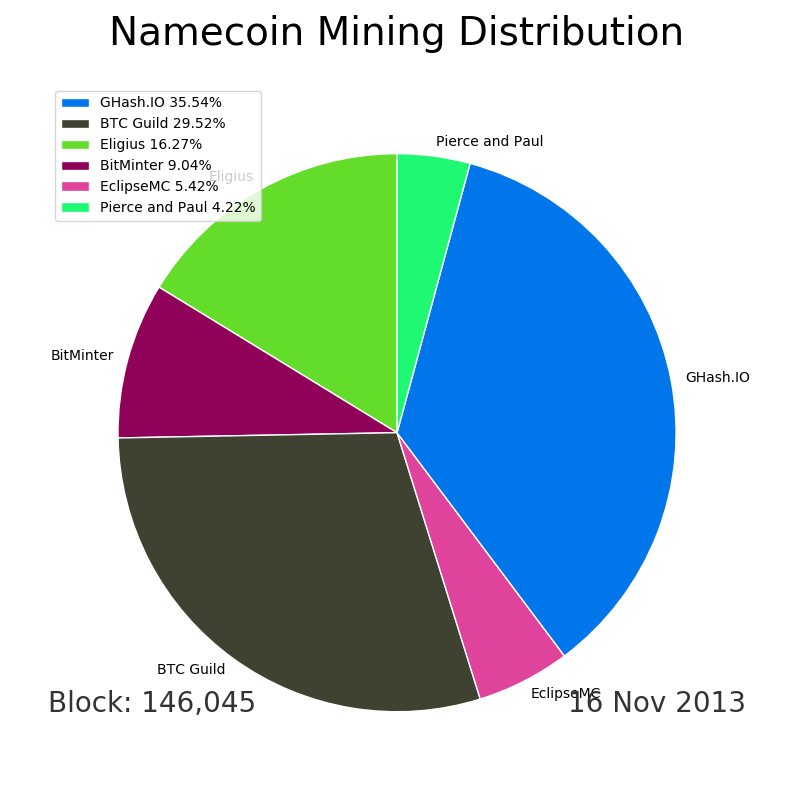 Namecoin Mining Distribution
GHash.IO 35.54%
BTC Guild 29.52%
Eligius 16.27%
BitMinter 9.04%
EclipseMC 5.42%
Pierce and Paul 4.22%
Pierce and Paul
Eligius
BitMinter
GHash.IO
BTC Guild
EclipseMC
Block: 146,045
16 Nov 2013